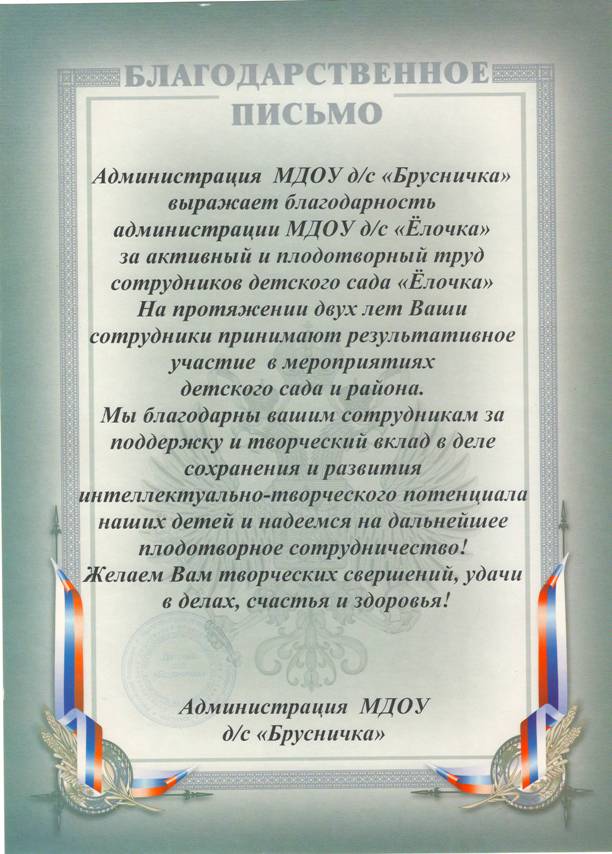 БЛАГОДАРСТВЕННОЕ
ПИСЬМО
Администрация МДОУ д/с «Брусничка»
выражает благодарность
администрации МДОУ д/с «Ёлочка»
за активный и плодотворный труд
сотрудников детского сада «Ёлочка»
На протяжении двух лет Ваши
сотрудники принимают результативное
участие в мероприятиях
детского сада и района.
Мы благодарны вашим сотрудникам за
поддержку и творческий вклад в деле
сохранения и развития
интеллектуально-творческого потенциала
наших детей и надеемся на дальнейшее
плодотворное сотрудничество!
Желаем Вам творческих свершений, удачи
в делах, счастья и здоровья!
Администрация МДОУ
д/с «Брусничка»